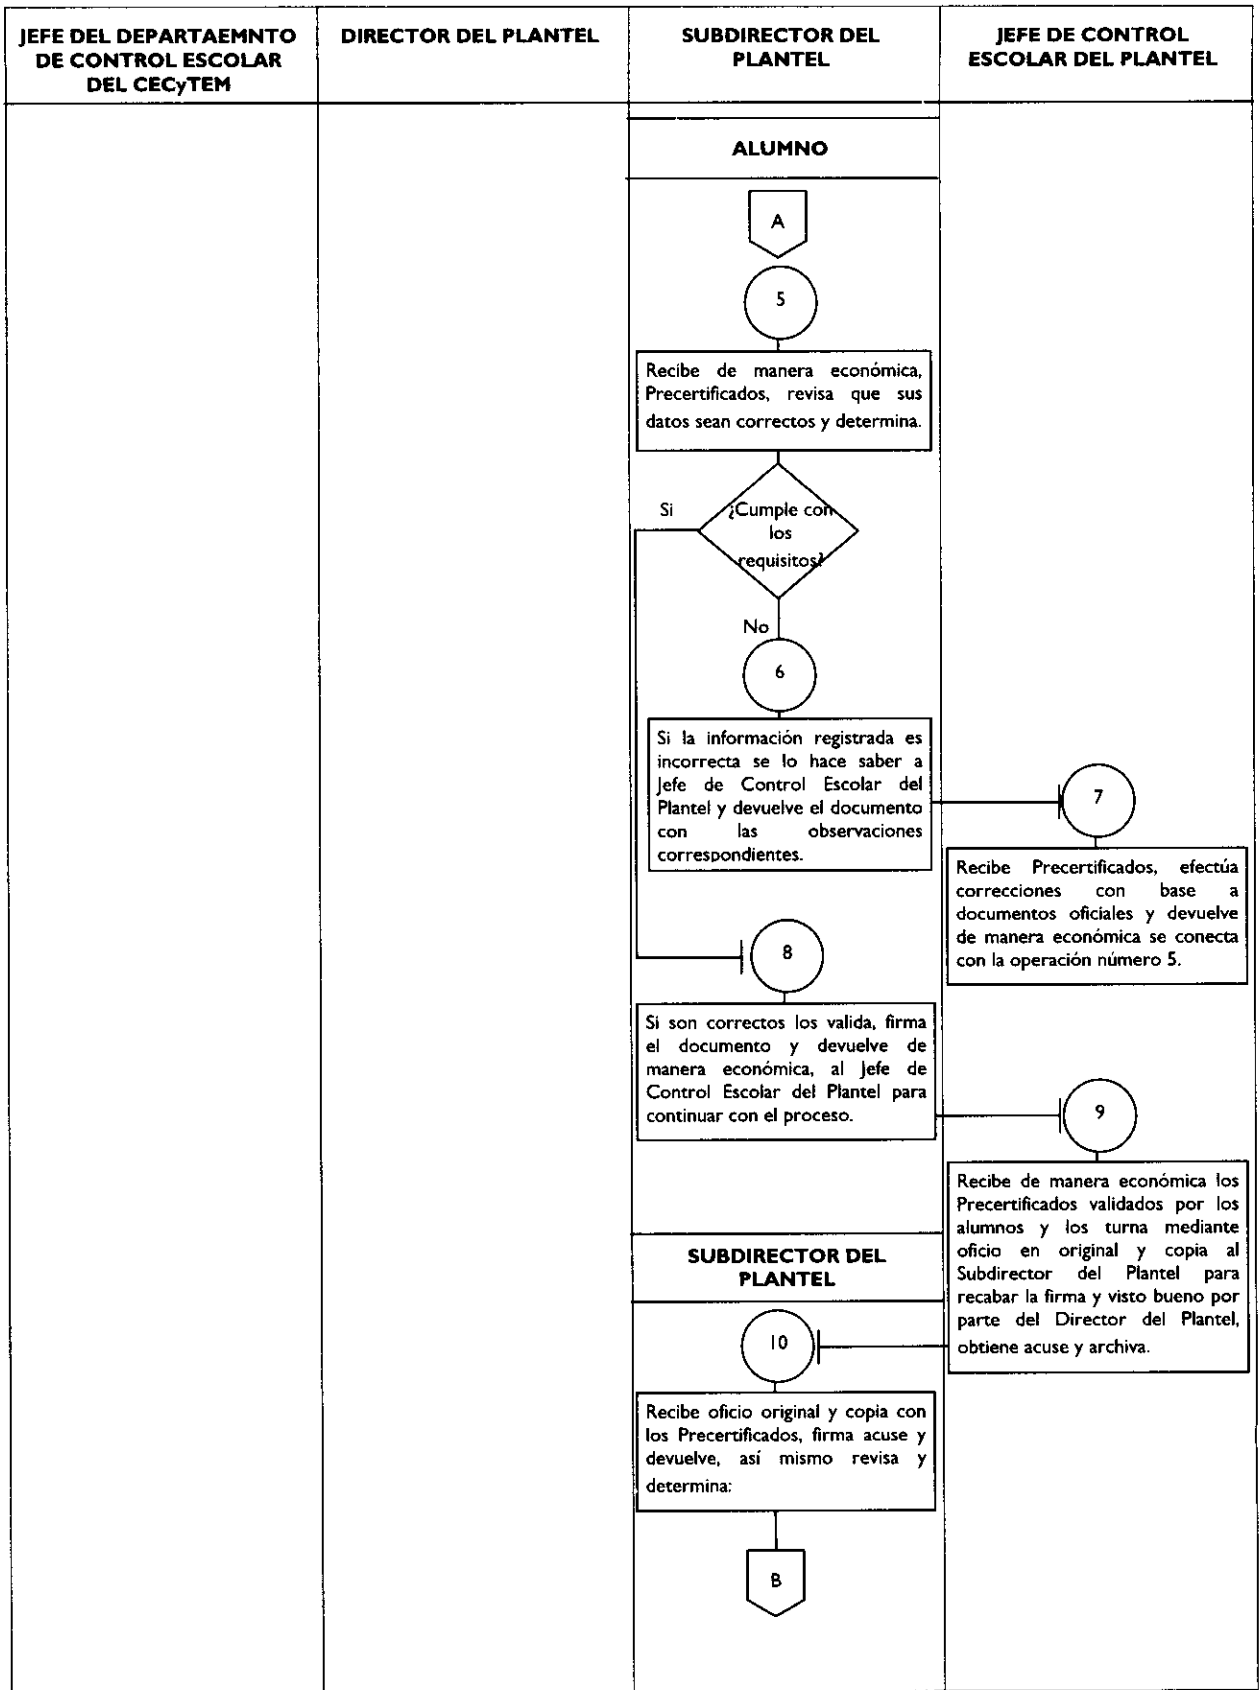 JEFE DEL DEPARTAEMNTO
DE CONTROL ESCOLAR
DEL CECyTEM
DIRECTOR DEL PLANTEL
SUBDIRECTOR DEL
PLANTEL
JEFE DE CONTROL
ESCOLAR DEL PLANTEL
ALUMNO
A
5
Recibe de manera económica,
Precertificados, revisa que sus
datos sean correctos y determina.
Si
¿Cumple con
los
requisitos?
No
6
Si la información registrada es
incorrecta se lo hace saber a
Jefe de Control Escolar del
Plantel y devuelve el documento
con las observaciones
correspondientes.
7
Recibe Precertificados, efectúa
correcciones con base a
documentos oficiales y devuelve
de manera económica se conecta
con la operación número 5.
8
Si son correctos los valida, firma
el documento y devuelve de
manera económica, al Jefe de
Control Escolar del Plantel para
continuar con el proceso.
9
Recibe de manera económica los
Precertificados validados por los
alumnos y los turna mediante
oficio en original y copia al
Subdirector del Plantel para
recabar la firma y visto bueno por
parte del Director del Plantel,
obtiene acuse y archiva.
SUBDIRECTOR DEL
PLANTEL
10
Recibe oficio original y copia con
los Precertificados, firma acuse y
devuelve, así mismo revisa y
determina:
B